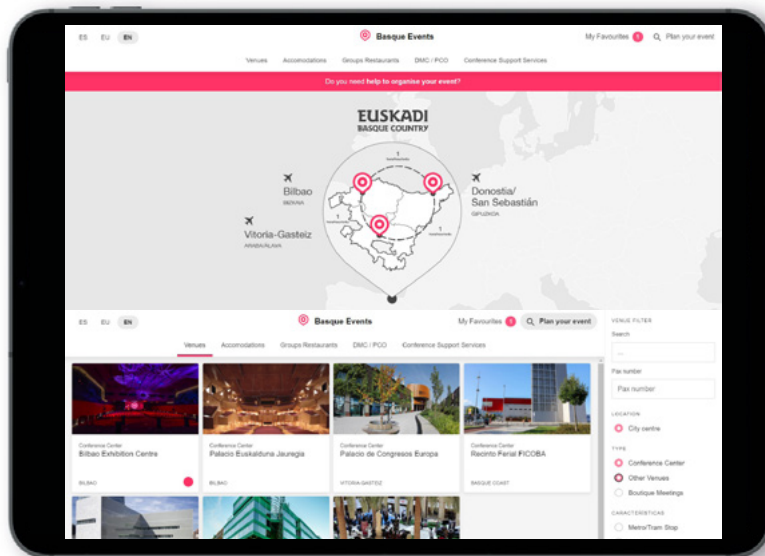 ES EU EN
Basque Events
My Favourites 1 Plan your event
Venues Accomodations Groups Restaurants DMC / PCO Conference Support Services
Do you need help to organise your event?
EUSKADI
BASQUE COUNTRY
Bilbao
BIZKAIA
Donostia/
San Sebastián
GIPUZKOA
Vitoria-Gasteiz
ARABA/ÁLAVA
1
1
1
ES EU EN
Basque Events
My Favourites 1 Plan your event
Venues Accomodations Groups Restaurants DMC / PCO Conference Support Services
Conference Center
Bilbao Exhibition Centre
BILBAO
Conference Center
Palacio Euskalduna Jauregia
BILBAO
Conference Center
Palacio de Congresos Europa
VITORIA-GASTEIZ
Conference Center
Recinto Ferial FICOBA
BASQUE COAST
VENUE FILTER
Search
...
Pax number
Pax number
LOCATION
City centre
TYPE
Conference Center
Other Venues
Boutique Meetings
CARACTERÍSTICAS
Metro/Tram Stop